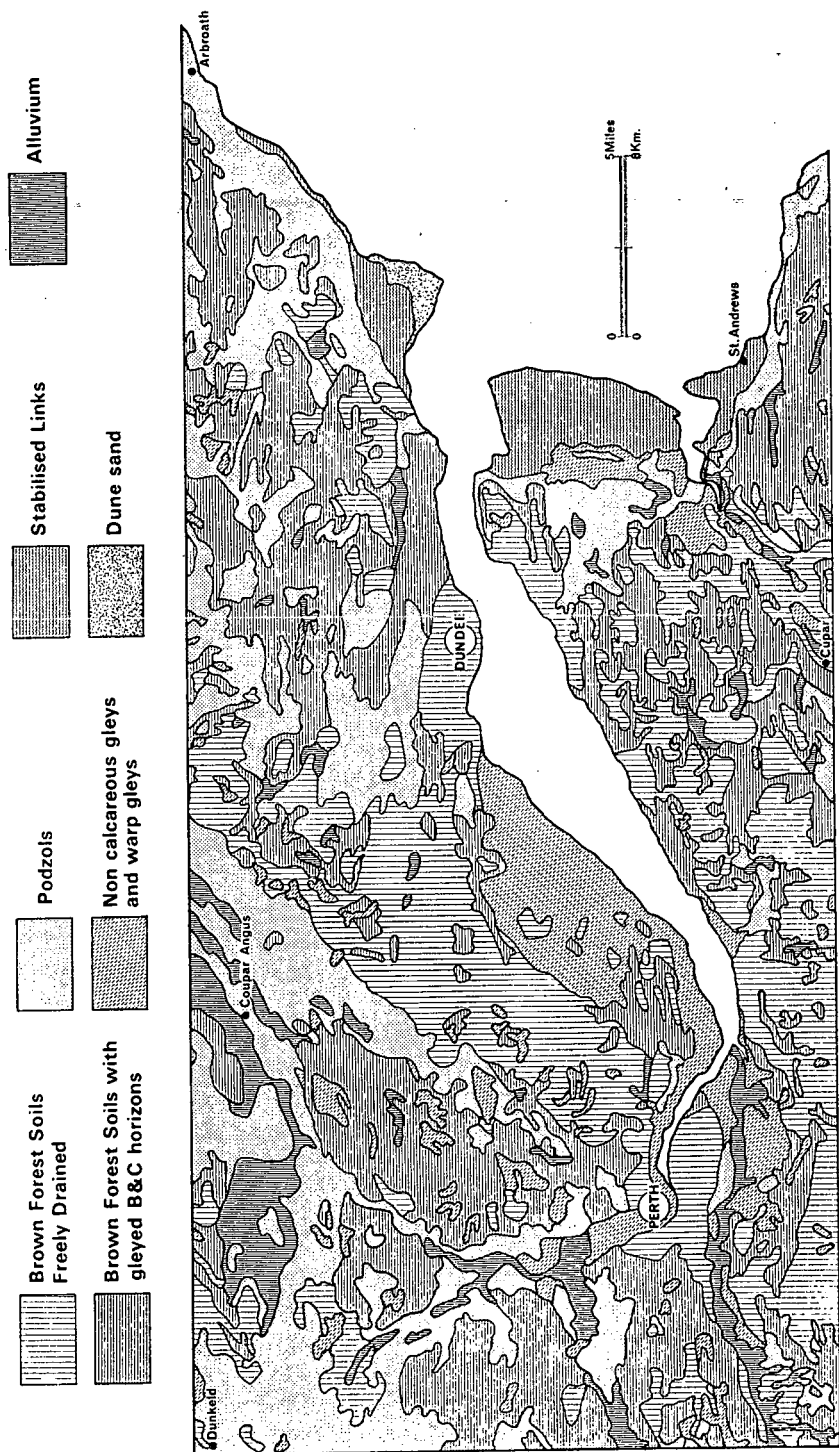 Brown Forest Soils
Freely Drained
Podzols
Stabilised Links
Alluvium
Brown Forest Soils with
gleyed B&C horizons
Non calcareous gleys
and warp gleys
Dune sand
Dunkeld
Coupar Angus
Arbroath
DUNDEE
PERTH
0 5 Miles
0 8 Km.
St. Andrews
Cupar